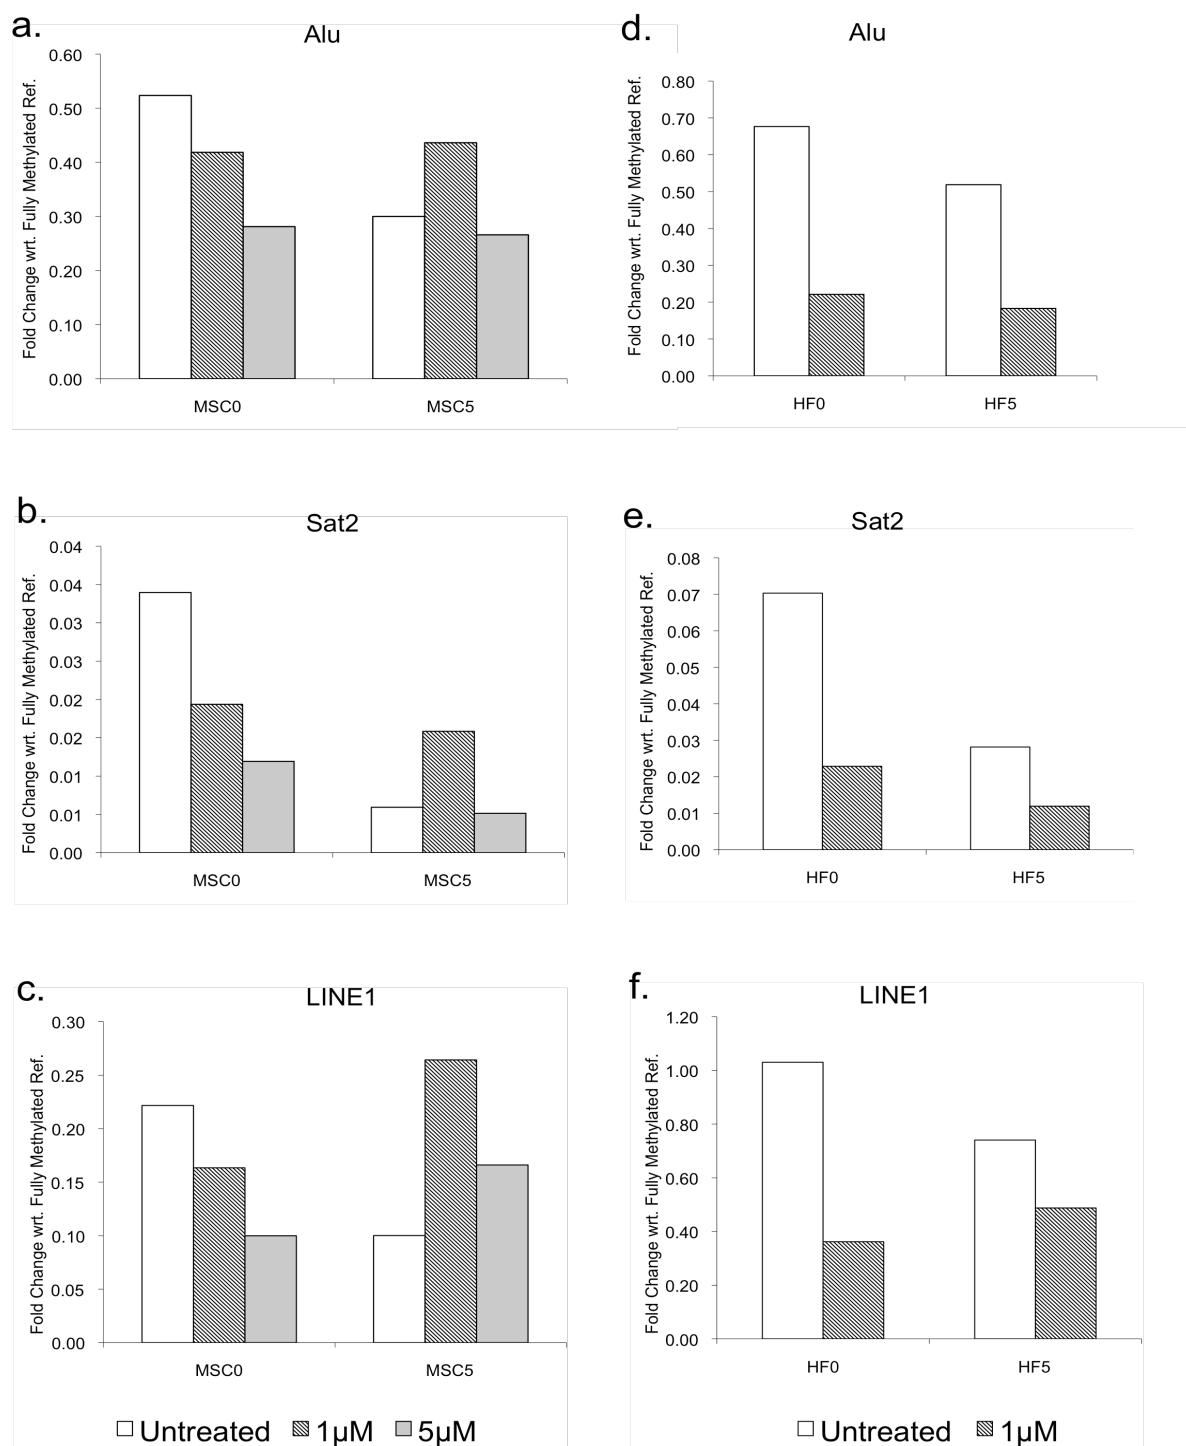 a.
Alu
Fold Change wrt. Fully Methylated Ref.
0.60
0.50
0.40
0.30
0.20
0.10
0.00
MSC0 MSC5
d.
Alu
Fold Change wrt. Fully Methylated Ref.
0.80
0.70
0.60
0.50
0.40
0.30
0.20
0.10
0.00
HF0 HF5
b.
Sat2
Fold Change wrt. Fully Methylated Ref.
0.04
0.04
0.03
0.03
0.02
0.02
0.01
0.01
0.00
MSC0 MSC5
e.
Sat2
Fold Change wrt. Fully Methylated Ref.
0.08
0.07
0.06
0.05
0.04
0.03
0.02
0.01
0.00
HF0 HF5
c.
LINE1
Fold Change wrt. Fully Methylated Ref.
0.30
0.25
0.20
0.15
0.10
0.05
0.00
MSC0 MSC5
Untreated 1μM 5μM
f.
LINE1
Fold Change wrt. Fully Methylated Ref.
1.20
1.00
0.80
0.60
0.40
0.20
0.00
HF0 HF5
Untreated 1μM